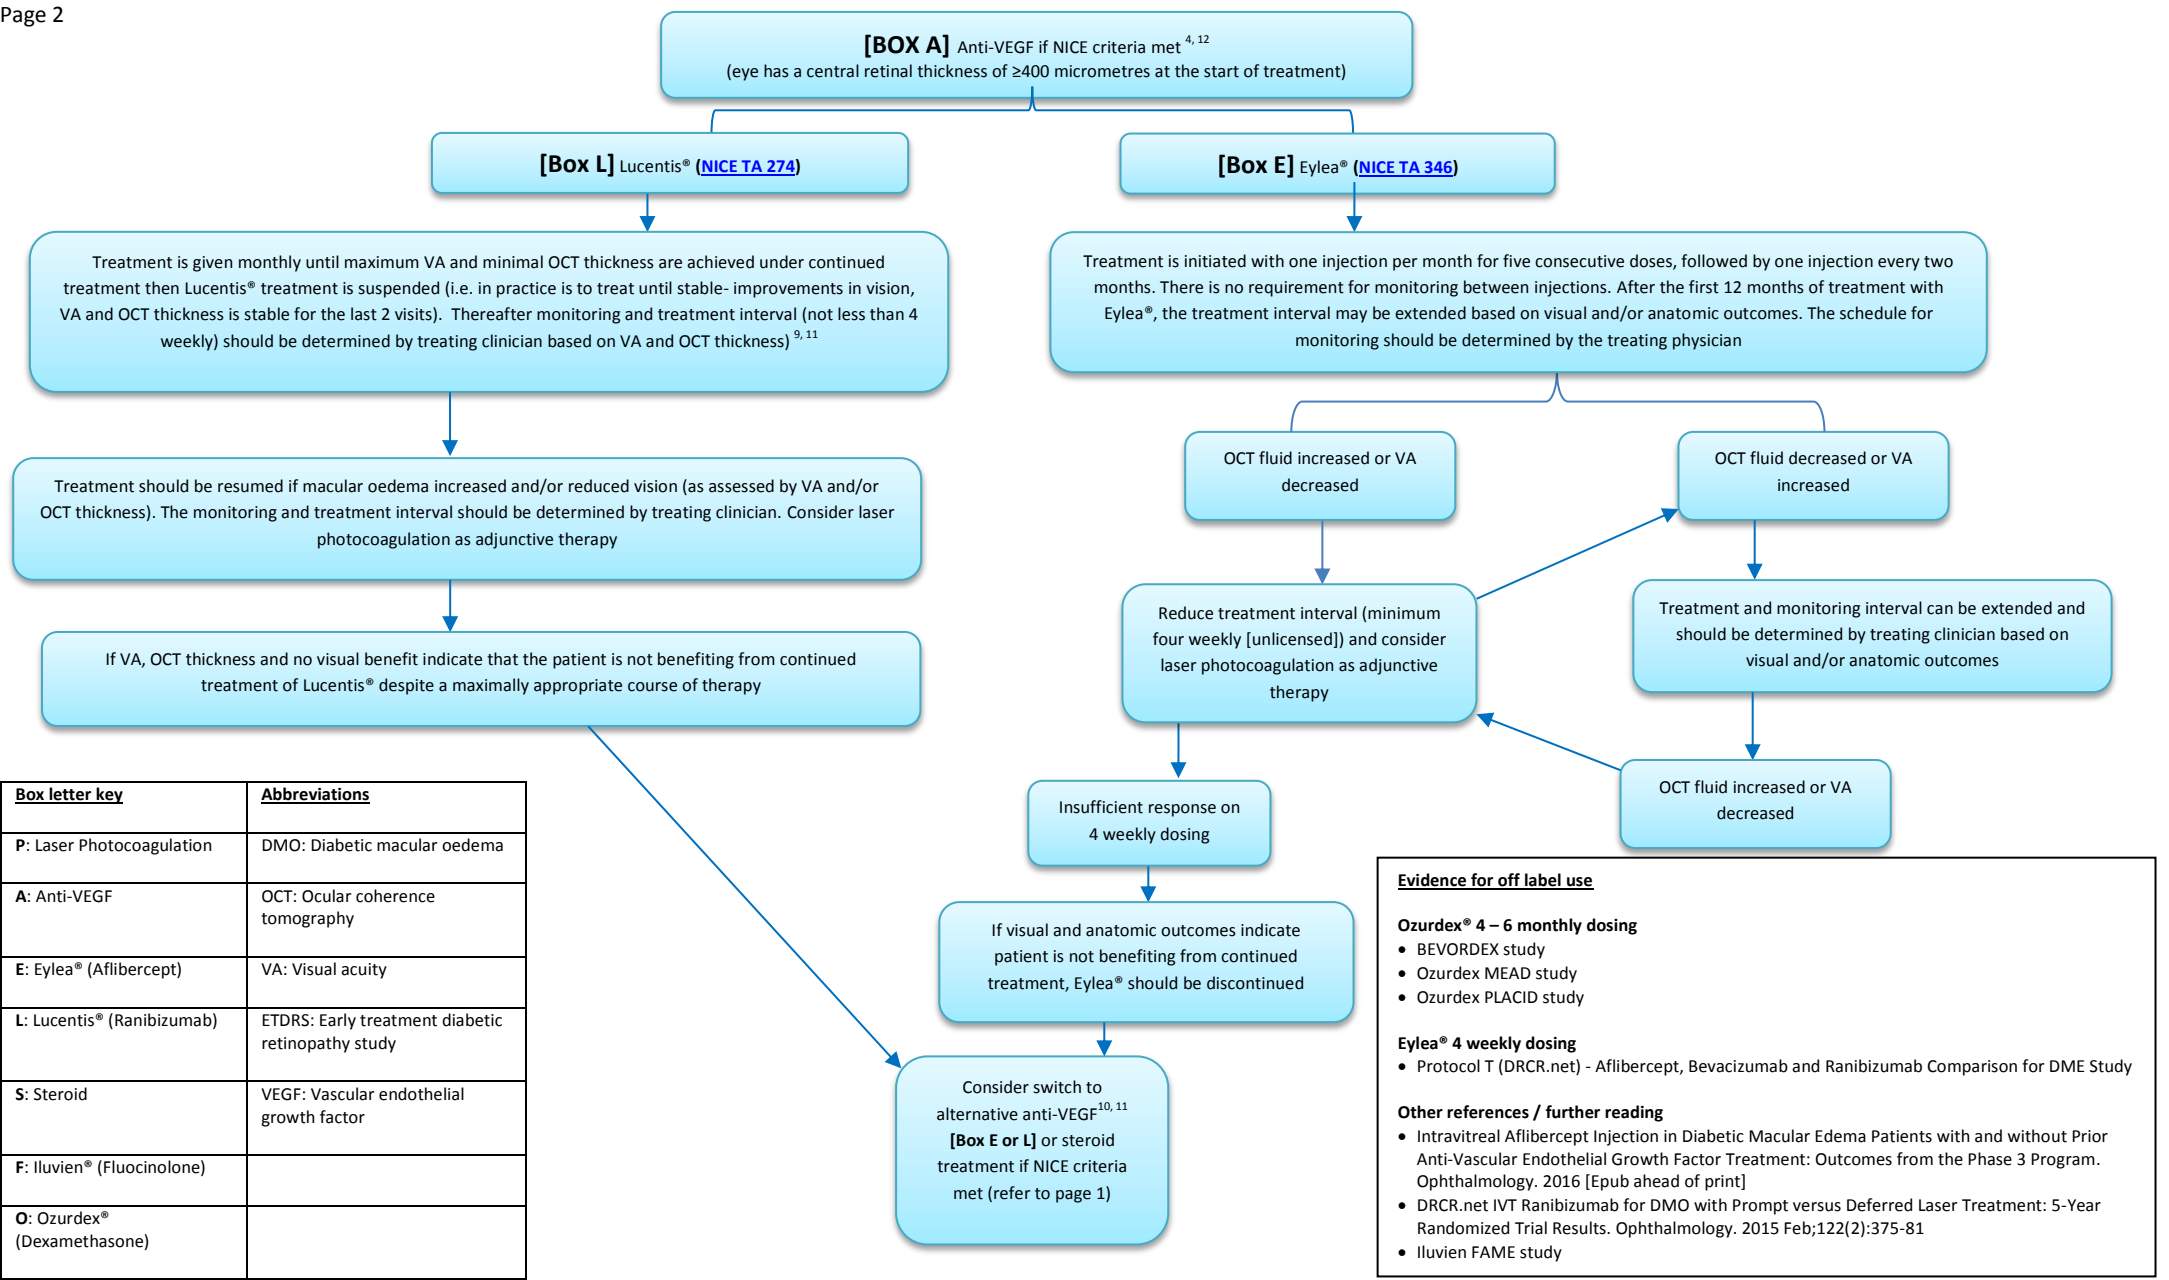 Page 2
[BOX A] Anti-VEGF if NICE criteria met 4, 12
(eye has a central retinal thickness of ≥400 micrometres at the start of treatment)
[Box L] Lucentis® (NICE TA 274)
[Box E] Eylea® (NICE TA 346)
Treatment is given monthly until maximum VA and minimal OCT thickness are achieved under continued
treatment then Lucentis® treatment is suspended (i.e. in practice is to treat until stable- improvements in vision,
VA and OCT thickness is stable for the last 2 visits). Thereafter monitoring and treatment interval (not less than 4
weekly) should be determined by treating clinician based on VA and OCT thickness) 9, 11
Treatment is initiated with one injection per month for five consecutive doses, followed by one injection every two
months. There is no requirement for monitoring between injections. After the first 12 months of treatment with
Eylea®, the treatment interval may be extended based on visual and/or anatomic outcomes. The schedule for
monitoring should be determined by the treating physician
Treatment should be resumed if macular oedema increased and/or reduced vision (as assessed by VA and/or
OCT thickness). The monitoring and treatment interval should be determined by treating clinician. Consider laser
photocoagulation as adjunctive therapy
If VA, OCT thickness and no visual benefit indicate that the patient is not benefiting from continued
treatment of Lucentis® despite a maximally appropriate course of therapy
OCT fluid increased or VA
decreased
OCT fluid decreased or VA
increased
Reduce treatment interval (minimum
four weekly [unlicensed]) and consider
laser photocoagulation as adjunctive
therapy
Treatment and monitoring interval can be extended and
should be determined by treating clinician based on
visual and/or anatomic outcomes
OCT fluid increased or VA
decreased
Insufficient response on
4 weekly dosing
If visual and anatomic outcomes indicate
patient is not benefiting from continued
treatment, Eylea® should be discontinued
Consider switch to
alternative anti-VEGF10, 11
[Box E or L] or steroid
treatment if NICE criteria
met (refer to page 1)
Box letter key
Abbreviations
P: Laser Photocoagulation
DMO: Diabetic macular oedema
A: Anti-VEGF
OCT: Ocular coherence
tomography
E: Eylea® (Aflibercept)
VA: Visual acuity
L: Lucentis® (Ranibizumab)
ETDRS: Early treatment diabetic
retinopathy study
S: Steroid
VEGF: Vascular endothelial
growth factor
F: Iluvien® (Fluocinolone)
O: Ozurdex®
(Dexamethasone)
Evidence for off label use
Ozurdex® 4 – 6 monthly dosing
• BEVORDEX study
• Ozurdex MEAD study
• Ozurdex PLACID study
Eylea® 4 weekly dosing
• Protocol T (DRCR.net) - Aflibercept, Bevacizumab and Ranibizumab Comparison for DME Study
Other references / further reading
• Intravitreal Aflibercept Injection in Diabetic Macular Edema Patients with and without Prior
Anti-Vascular Endothelial Growth Factor Treatment: Outcomes from the Phase 3 Program.
Ophthalmology. 2016 [Epub ahead of print]
• DRCR.net IVT Ranibizumab for DMO with Prompt versus Deferred Laser Treatment: 5-Year
Randomized Trial Results. Ophthalmology. 2015 Feb;122(2):375-81
• Iluvien FAME study